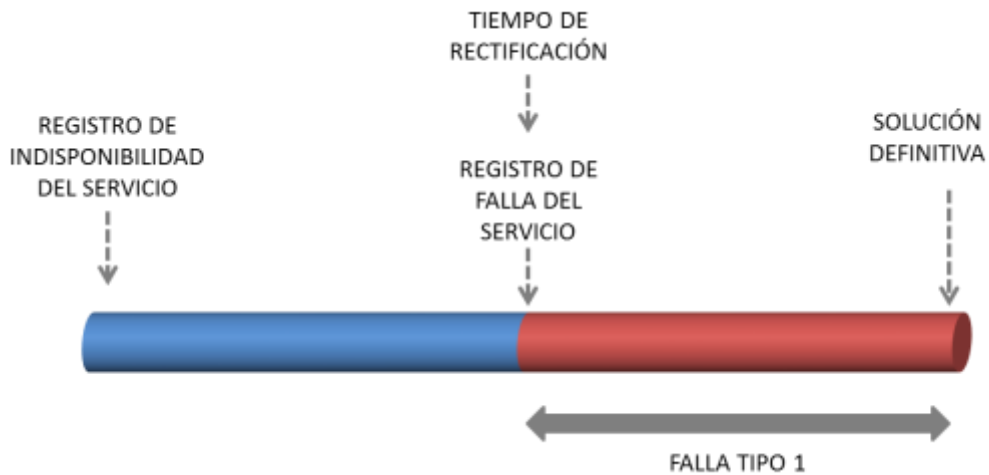 REGISTRO DE
INDISPONIBILIDAD
DEL SERVICIO
TIEMPO DE
RECTIFICACIÓN
REGISTRO DE
FALLA DEL
SERVICIO
SOLUCIÓN
DEFINITIVA
FALLA TIPO 1